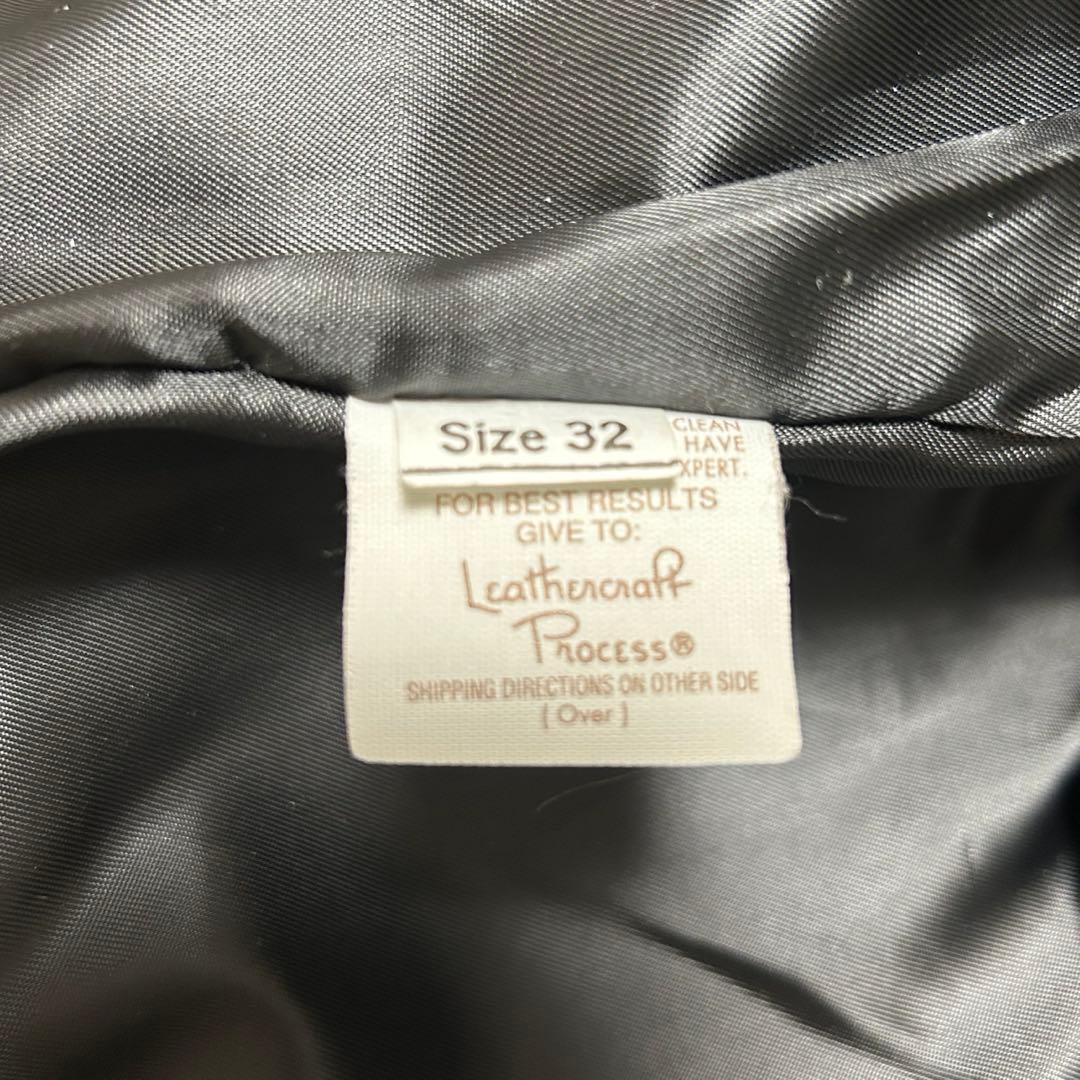 Size 32
CLEAN
HAVE
XPERT.
FOR BEST RESULTS
GIVE TO:
Leathercraft
Process®
SHIPPING DIRECTIONS ON OTHER SIDE
[ Over ]